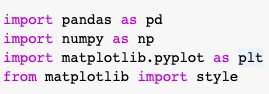 import pandas as pd
import numpy as np
import matplotlib.pyplot as plt
from matplotlib import style